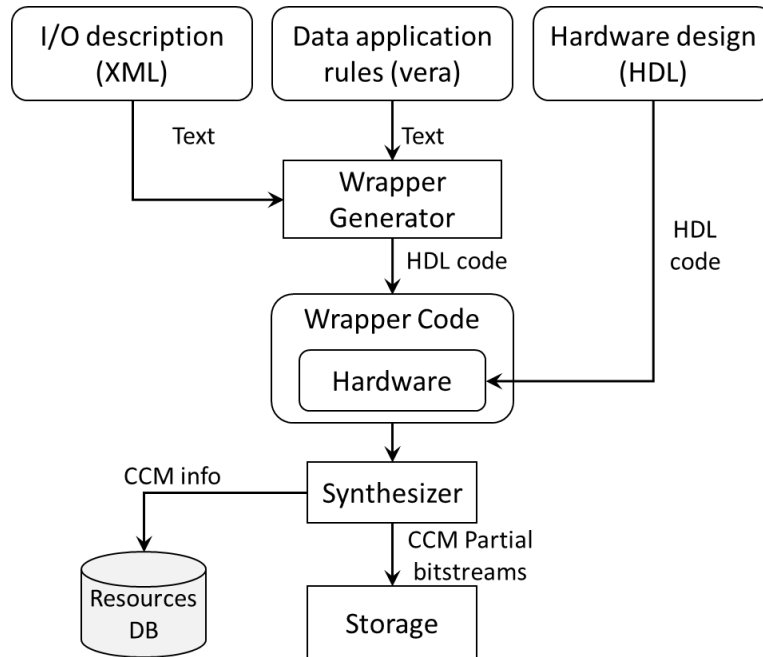 I/O description
(XML)
Data application
rules (vera)
Hardware design
(HDL)
Text
Text
Wrapper
Generator
HDL code
HDL
code
Wrapper Code
Hardware
CCM info
Synthesizer
CCM Partial
bitstreams
Resources
DB
Storage